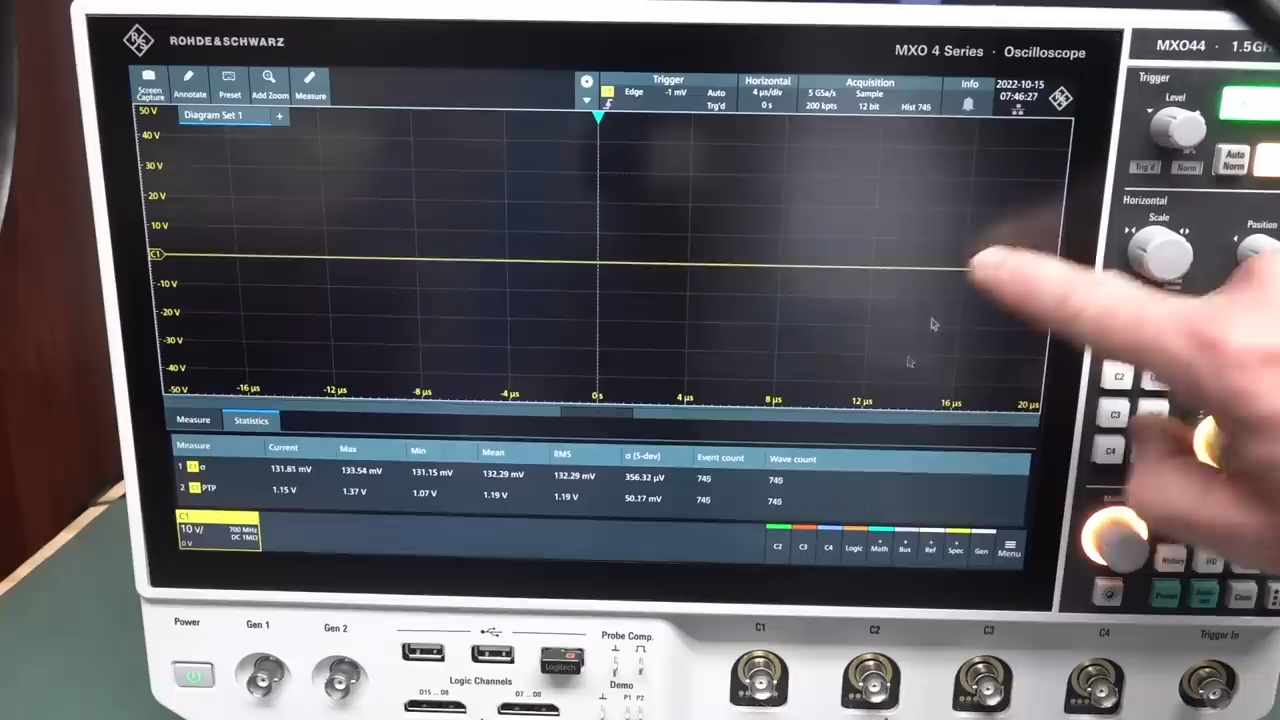 ROHDE&SCHWARZ
MXO 4 Series · Oscilloscope
MXO44 · 1.5GH
Screen Capture
Annotate
Preset
Add Zoom
Measure
Trigger
Edge
-1 mV
Auto
Trg'd
Horizontal
4 µs/div
0 s
Acquisition
5 GSa/s
Sample
200 kpts
12 bit
Hist 745
Info
2022-10-15
07:46:27
Diagram Set 1 +
50 V
40 V
30 V
20 V
10 V
C1
-10 V
-20 V
-30 V
-40 V
-50 V
-16 µs
-12 µs
-8 µs
-4 µs
0 s
4 µs
8 µs
12 µs
16 µs
20 µs
Measure
Statistics
Measure Current Max Min Mean RMS σ (S-dev) Event count Wave count
1 C1 σ 131.81 mV 133.54 mV 131.15 mV 132.29 mV 132.29 mV 356.32 µV 745 745
2 C1 PTP 1.15 V 1.37 V 1.07 V 1.19 V 1.19 V 50.17 mV 745 745
C1
10 V/ 700 MHz
DC 1MΩ
0 V
C2
C3
C4
Logic
+ Math
+ Bus
+ Ref
+ Spec
Gen
Menu
Trigger
Level
50%
Trig'd
Norm
Auto
Norm
Horizontal
Scale
Position
C2
C3
C4
History
Preset
Clear
Power
Gen 1
Gen 2
Logitech
Logic Channels
D15 ... D8
D7 ... D0
Probe Comp.
Demo
P1 P2
C1
C2
C3
C4
Trigger In